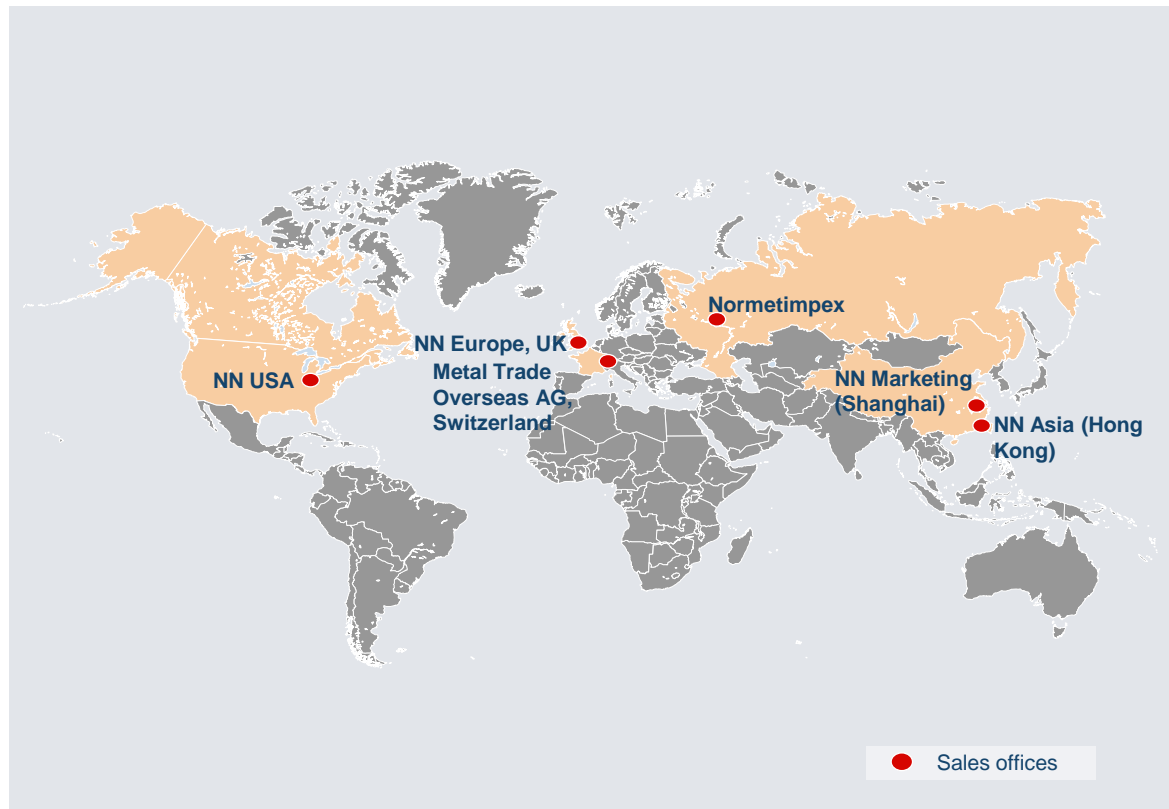 Normetimpex
NN Europe, UK
Metal Trade
Overseas AG,
Switzerland
NN USA
NN Marketing
(Shanghai)
NN Asia (Hong
Kong)
Sales offices